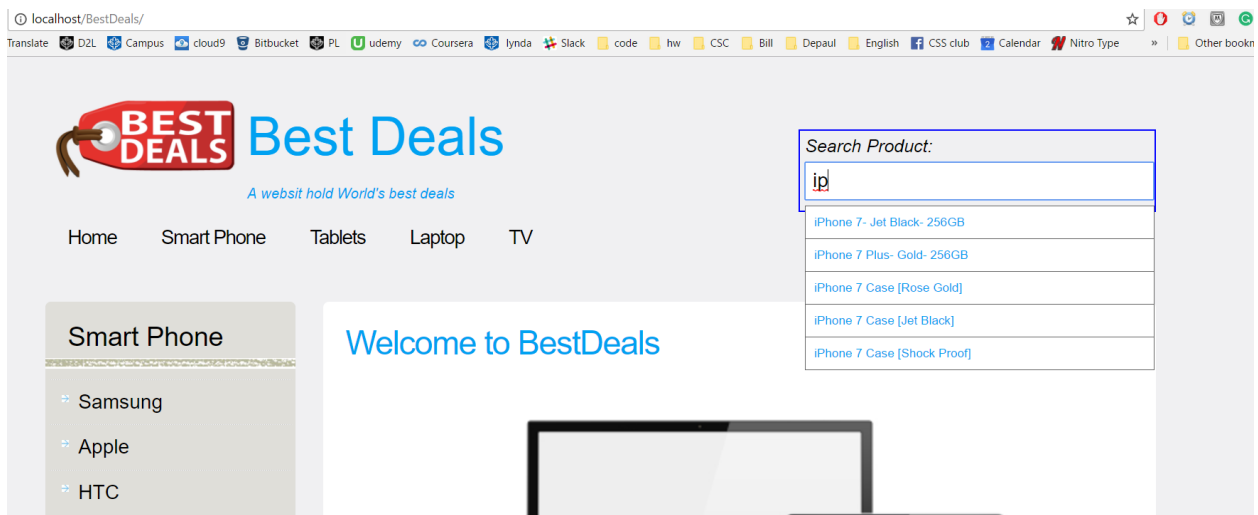 localhost/BestDeals/
Translate D2L Campus cloud9 Bitbucket PL udemy Coursera lynda Slack code hw CSC Bill Depaul English CSS club 2 Calendar Nitro Type » Other bookm
BEST
DEALS
Best Deals
A websit hold World's best deals
Search Product:
ip
iPhone 7- Jet Black- 256GB
iPhone 7 Plus- Gold- 256GB
iPhone 7 Case [Rose Gold]
iPhone 7 Case [Jet Black]
iPhone 7 Case [Shock Proof]
Home Smart Phone Tablets Laptop TV
Smart Phone
Samsung
Apple
HTC
Welcome to BestDeals